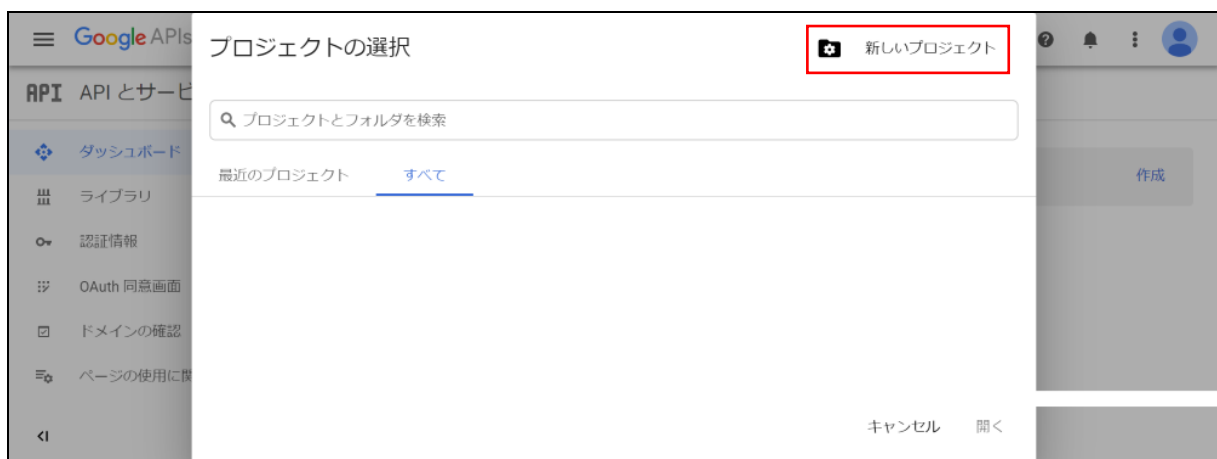 Google APIs
プロジェクトの選択
新しいプロジェクト
API API とサービ
プロジェクトとフォルダを検索
ダッシュボード
最近のプロジェクト すべて
作成
ライブラリ
認証情報
OAuth 同意画面
ドメインの確認
ページの使用に関
キャンセル 開く